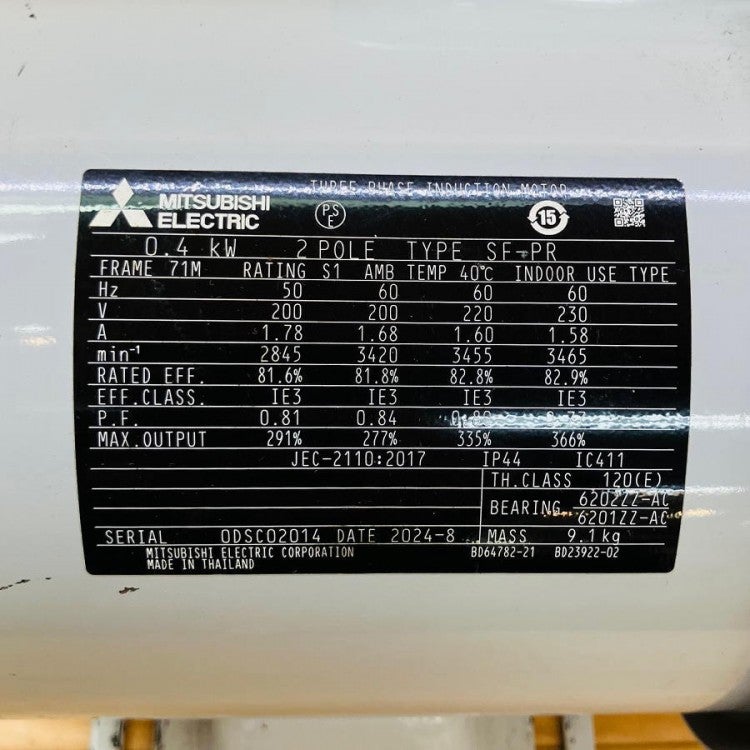 THREE PHASE INDUCTION MOTOR
MITSUBISHI
ELECTRIC
PS
E
15
0.4 kW 2 POLE TYPE SF-PR
FRAME 71M RATING S1 AMB TEMP 40℃ INDOOR USE TYPE
Hz 50 60 60 60
V 200 200 220 230
A 1.78 1.68 1.60 1.58
min⁻¹ 2845 3420 3455 3465
RATED EFF. 81.6% 81.8% 82.8% 82.9%
EFF.CLASS. IE3 IE3 IE3 IE3
P.F. 0.81 0.84
MAX.OUTPUT 291% 277% 335% 366%
JEC-2110:2017 IP44 IC411
TH.CLASS 120(E)
BEARING 6202ZZ-AC
6201ZZ-AC
SERIAL 0DSC02014 DATE 2024-8 MASS 9.1kg
MITSUBISHI ELECTRIC CORPORATION BD64782-21 BD23922-02
MADE IN THAILAND